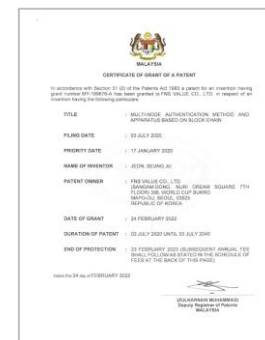 MALAYSIA
CERTIFICATE OF GRANT OF A PATENT
In accordance with Section 31 (2) of the Patents Act 1983 a patent for an invention having
grant number MY-189876-A has been granted to FNS VALUE CO., LTD. in respect of an
invention having the following particulars:
TITLE : MULTI-NODE AUTHENTICATION METHOD AND
APPARATUS BASED ON BLOCK CHAIN
FILING DATE : 03 JULY 2020
PRIORITY DATE : 17 JANUARY 2020
NAME OF INVENTOR : JEON, SEUNG JU
PATENT OWNER : FNS VALUE CO., LTD.
(SANGAM-DONG, NURI DREAM SQUARE 7TH
FLOOR) 396, WORLD CUP BUKRO
MAPO-GU, SEOUL, 03925
REPUBLIC OF KOREA
DATE OF GRANT : 24 FEBRUARY 2022
DURATION OF PATENT : 03 JULY 2020 UNTIL 03 JULY 2040
END OF PROTECTION : 23 FEBRUARY 2023 (SUBSEQUENT ANNUAL FEE
SHALL FOLLOW AS STATED IN THE SCHEDULE OF
FEES AT THE BACK OF THIS PAGE)
Dated this 24 day of FEBRUARY 2022
(ZULKARNAIN MUHAMMAD)
Deputy Registrar of Patents
MALAYSIA